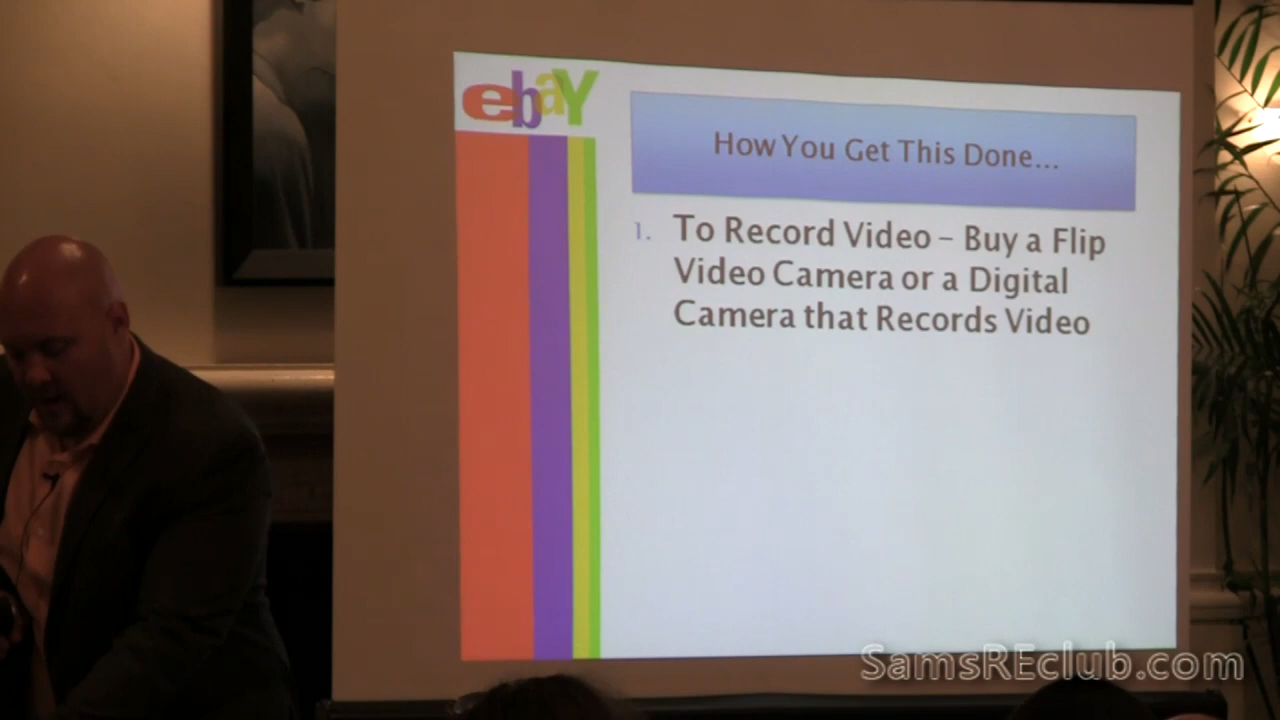 ebaY
How You Get This Done...
1. To Record Video – Buy a Flip
Video Camera or a Digital
Camera that Records Video
SamsREclub.com